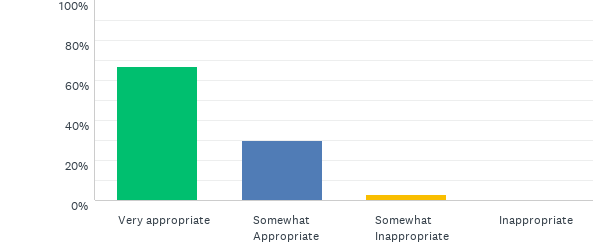 100%
80%
60%
40%
20%
0%
Very appropriate
Somewhat
Appropriate
Somewhat
Inappropriate
Inappropriate